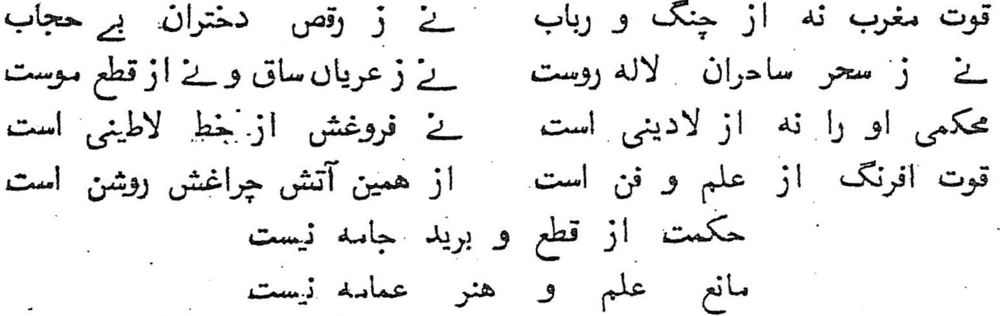 قوت مغرب نه از چنگ و رباب نے ز رقص دختران بے حجاب
نے ز سحر ساحران لاله روست نے ز عریاں ساق و نے از قطع موست
محکمی او را نه از لادینی است نے فروغش از خط لاطینی است
قوت افرنگ از علم و فن است از همین آتش چراغش روشن است
حکمت از قطع و برید جامه نیست
مانع علم و هنر عمامه نیست